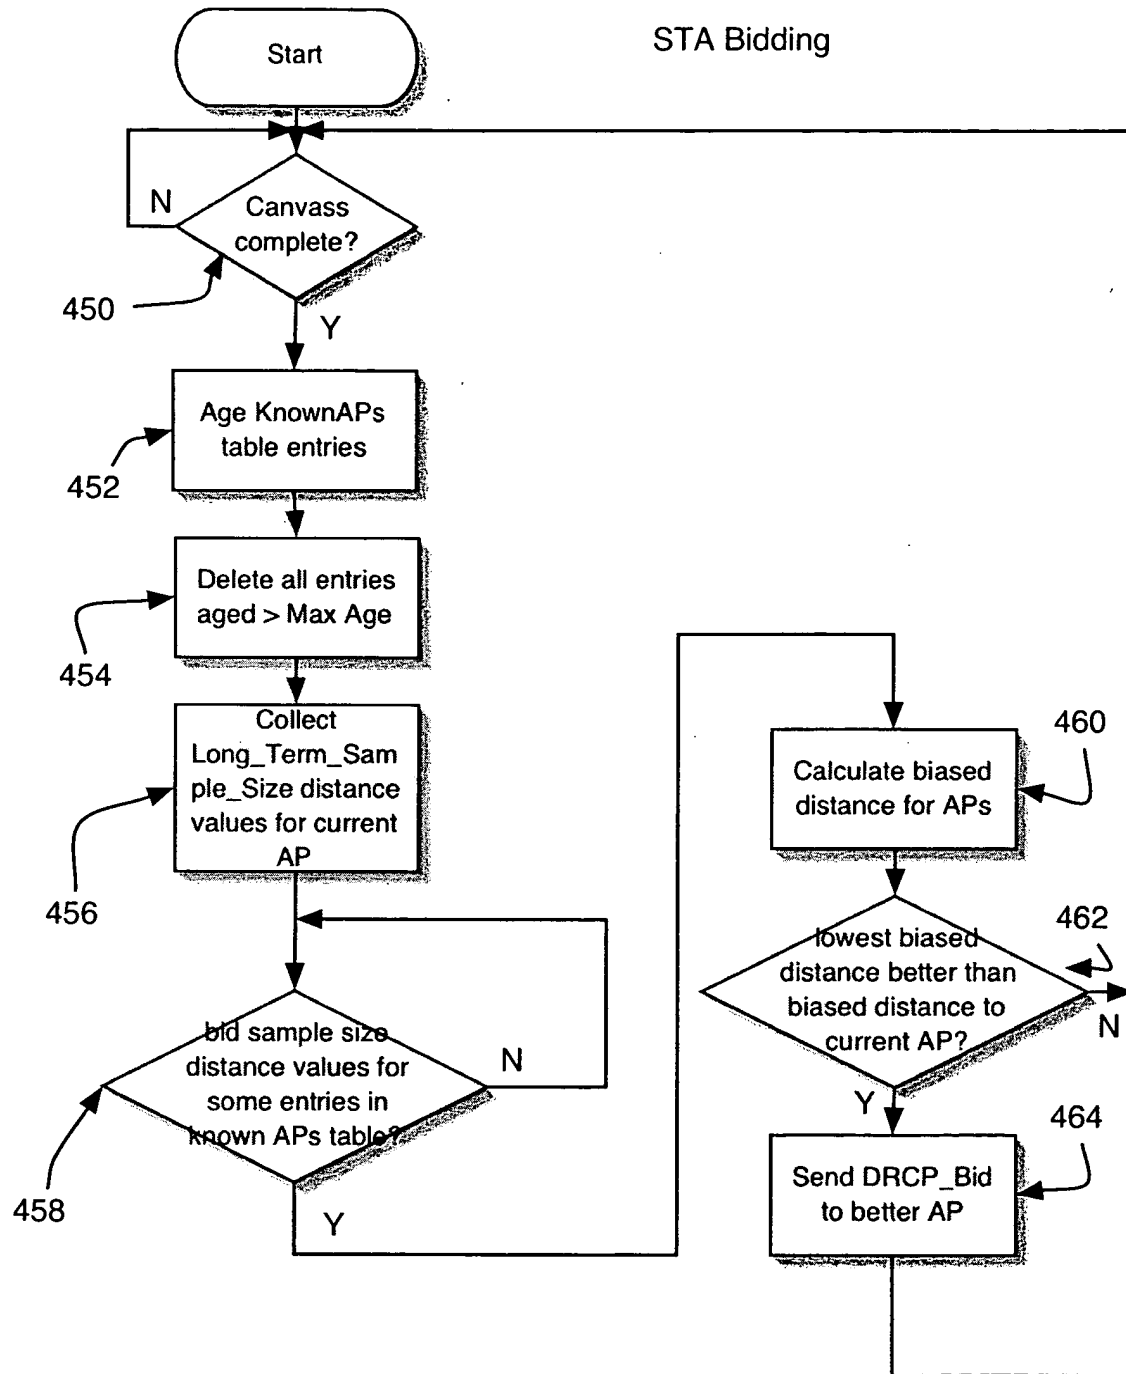 STA Bidding
Start
N
Canvass
complete?
450
Y
Age KnownAPs
table entries
452
Delete all entries
aged > Max Age
454
Collect
Long_Term_Sam
ple_Size distance
values for current
AP
456
bid sample size
distance values for
some entries in
known APs table?
N
458
Y
460
Calculate biased
distance for APs
462
lowest biased
distance better than
biased distance to
current AP?
N
Y
464
Send DRCP_Bid
to better AP